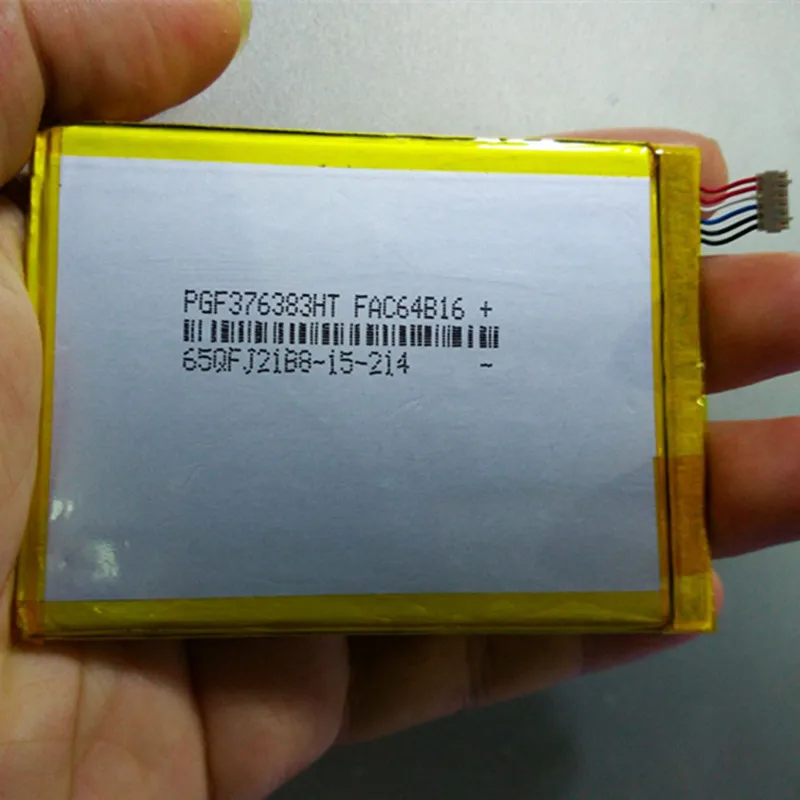 PGF376383HT FAC64B16 +
65QFJ21B8-15-214 -